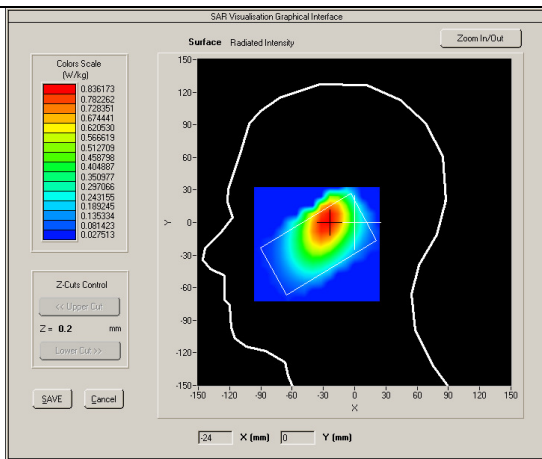 SAR Visualisation Graphical Interface
Surface Radiated Intensity
Zoom In/Out
Colors Scale
(W/kg)
0.836173
0.782262
0.728351
0.674441
0.620530
0.566619
0.512709
0.458798
0.404887
0.350977
0.297066
0.243155
0.189245
0.135334
0.081423
0.027513
Z-Cuts Control
<< Upper Cut
Z = 0.2 mm
Lower Cut >>
SAVE Cancel
150
120
90
60
30
0
-30
-60
-90
-120
-150
Y
-150 -120 -90 -60 -30 0 30 60 90 120 150
X
-24 X (mm) 0 Y (mm)